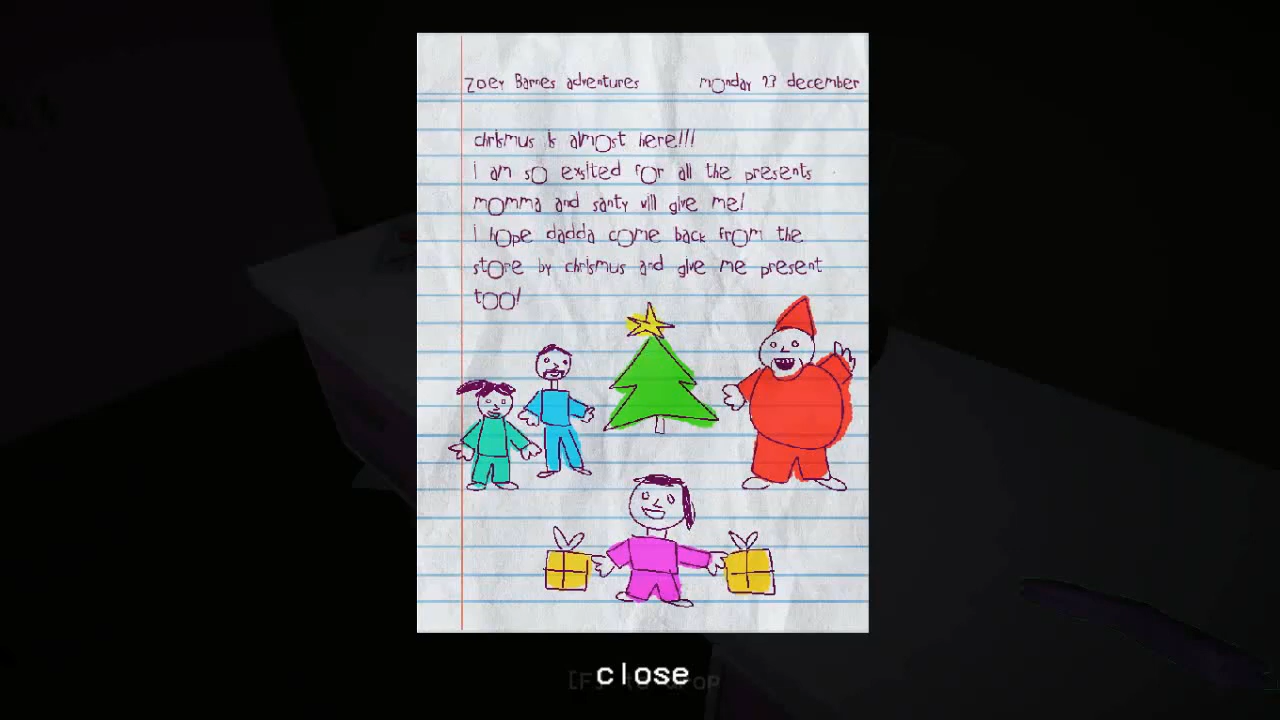 Zoey Barnes adventures monday 23 december
chrismus is almost here!!!
i am so exsited for all the presents
momma and santy will give me!
i hope dadda come back from the
store by chrismus and give me present
too!
close
[F] to drop